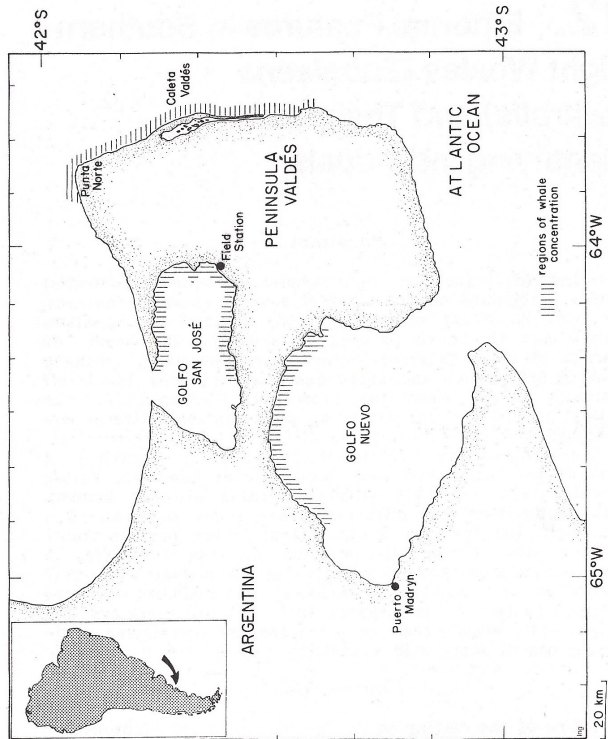 42°S
43°S
Punta
Norte
Caleta
Valdés
PENINSULA
VALDÉS
ATLANTIC
OCEAN
64°W
Field
Station
GOLFO
SAN JOSÉ
regions of whale
concentration
GOLFO
NUEVO
ARGENTINA
Puerto
Madryn
65°W
20 km
Ing